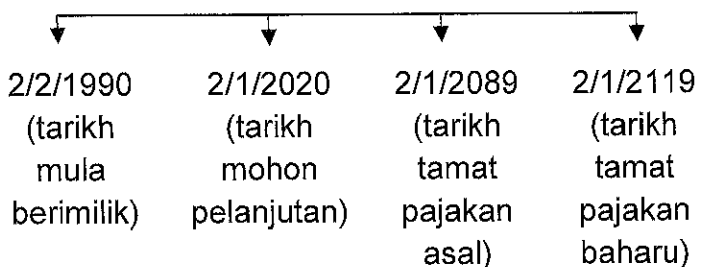 2/2/1990 2/1/2020 2/1/2089 2/1/2119
(tarikh (tarikh (tarikh (tarikh
mula mohon tamat tamat
berimilik) pelanjutan) pajakan pajakan
asal) baharu)